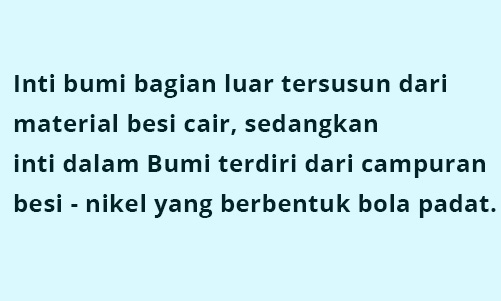 Inti bumi bagian luar tersusun dari
material besi cair, sedangkan
inti dalam Bumi terdiri dari campuran
besi - nikel yang berbentuk bola padat.